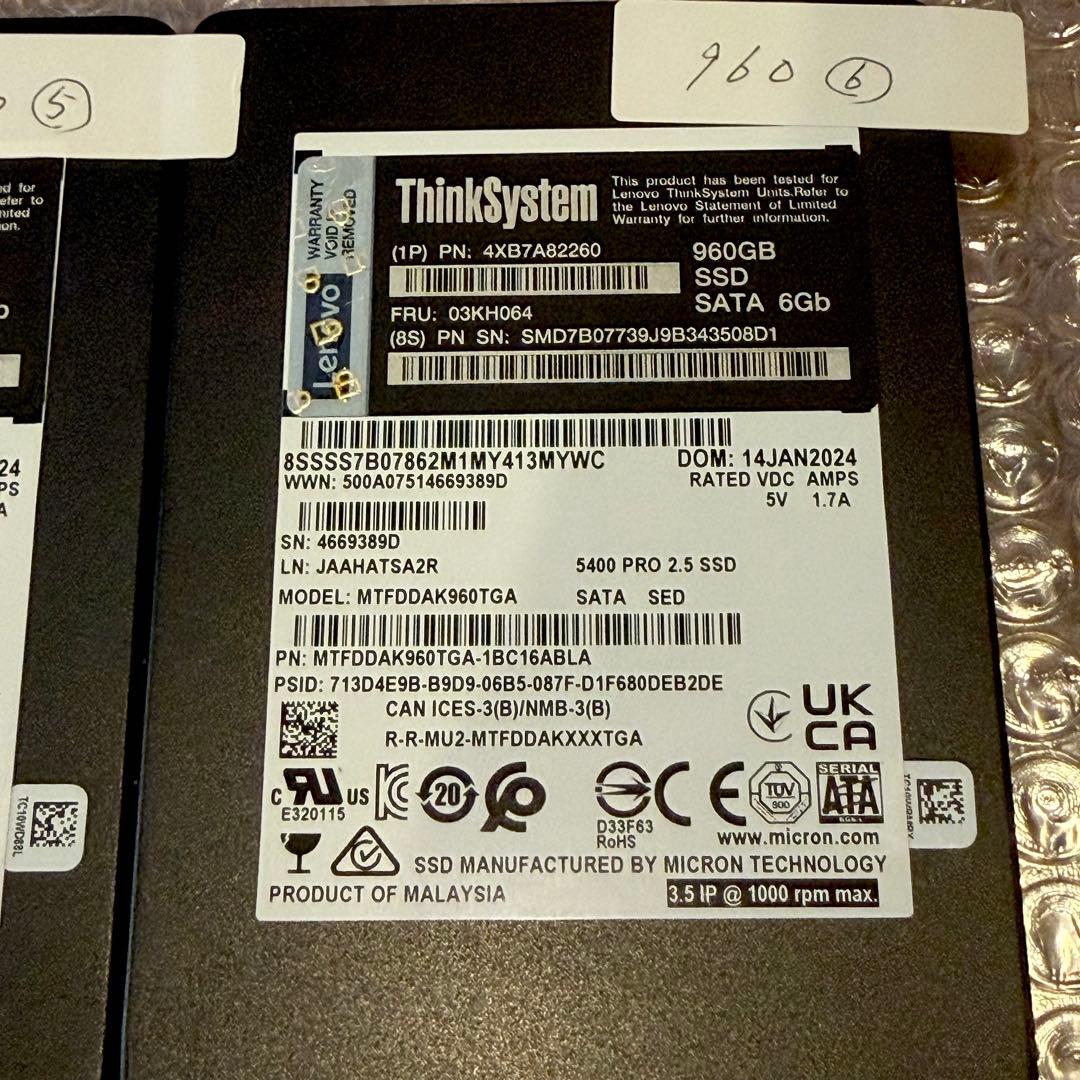 5
960 6
WARRANTY
VOID IF
REMOVED
Lenovo
ThinkSystem
This product has been tested for
Lenovo ThinkSystem Units.Refer to
the Lenovo Statement of Limited
Warranty for further information.
(1P) PN: 4XB7A82260
960GB
SSD
SATA 6Gb
FRU: 03KH064
(8S) PN SN: SMD7B07739J9B343508D1
8SSSS7B07862M1MY413MYWC
DOM: 14JAN2024
WWN: 500A07514669389D
RATED VDC AMPS
5V 1.7A
SN: 4669389D
LN: JAAHATSA2R
5400 PRO 2.5 SSD
MODEL: MTFDDAK960TGA
SATA SED
PN: MTFDDAK960TGA-1BC16ABLA
PSID: 713D4E9B-B9D9-06B5-087F-D1F680DEB2DE
CAN ICES-3(B)/NMB-3(B)
R-R-MU2-MTFDDAKXXXTGA
UK
CA
c RU us
E320115
20
D33F63
RoHS
CE
TUV
SERIAL
ATA
www.micron.com
SSD MANUFACTURED BY MICRON TECHNOLOGY
PRODUCT OF MALAYSIA
3.5 IP @ 1000 rpm max.